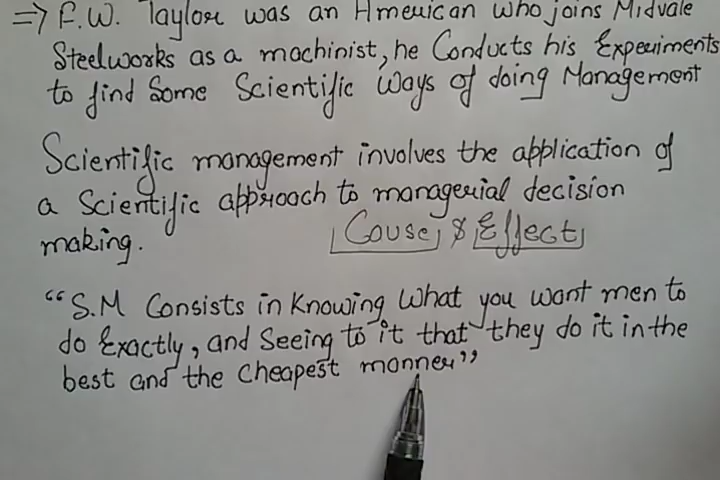 => F.W. Taylor was an American who joins Midvale
Steelworks as a machinist, he Conducts his Experiments
to find Some Scientific Ways of doing Management
Scientific management involves the application of
a Scientific approach to managerial decision
making. Cause & Effect
"S.M Consists in Knowing What you want men to
do Exactly, and Seeing to it that they do it in the
best and the Cheapest manner"